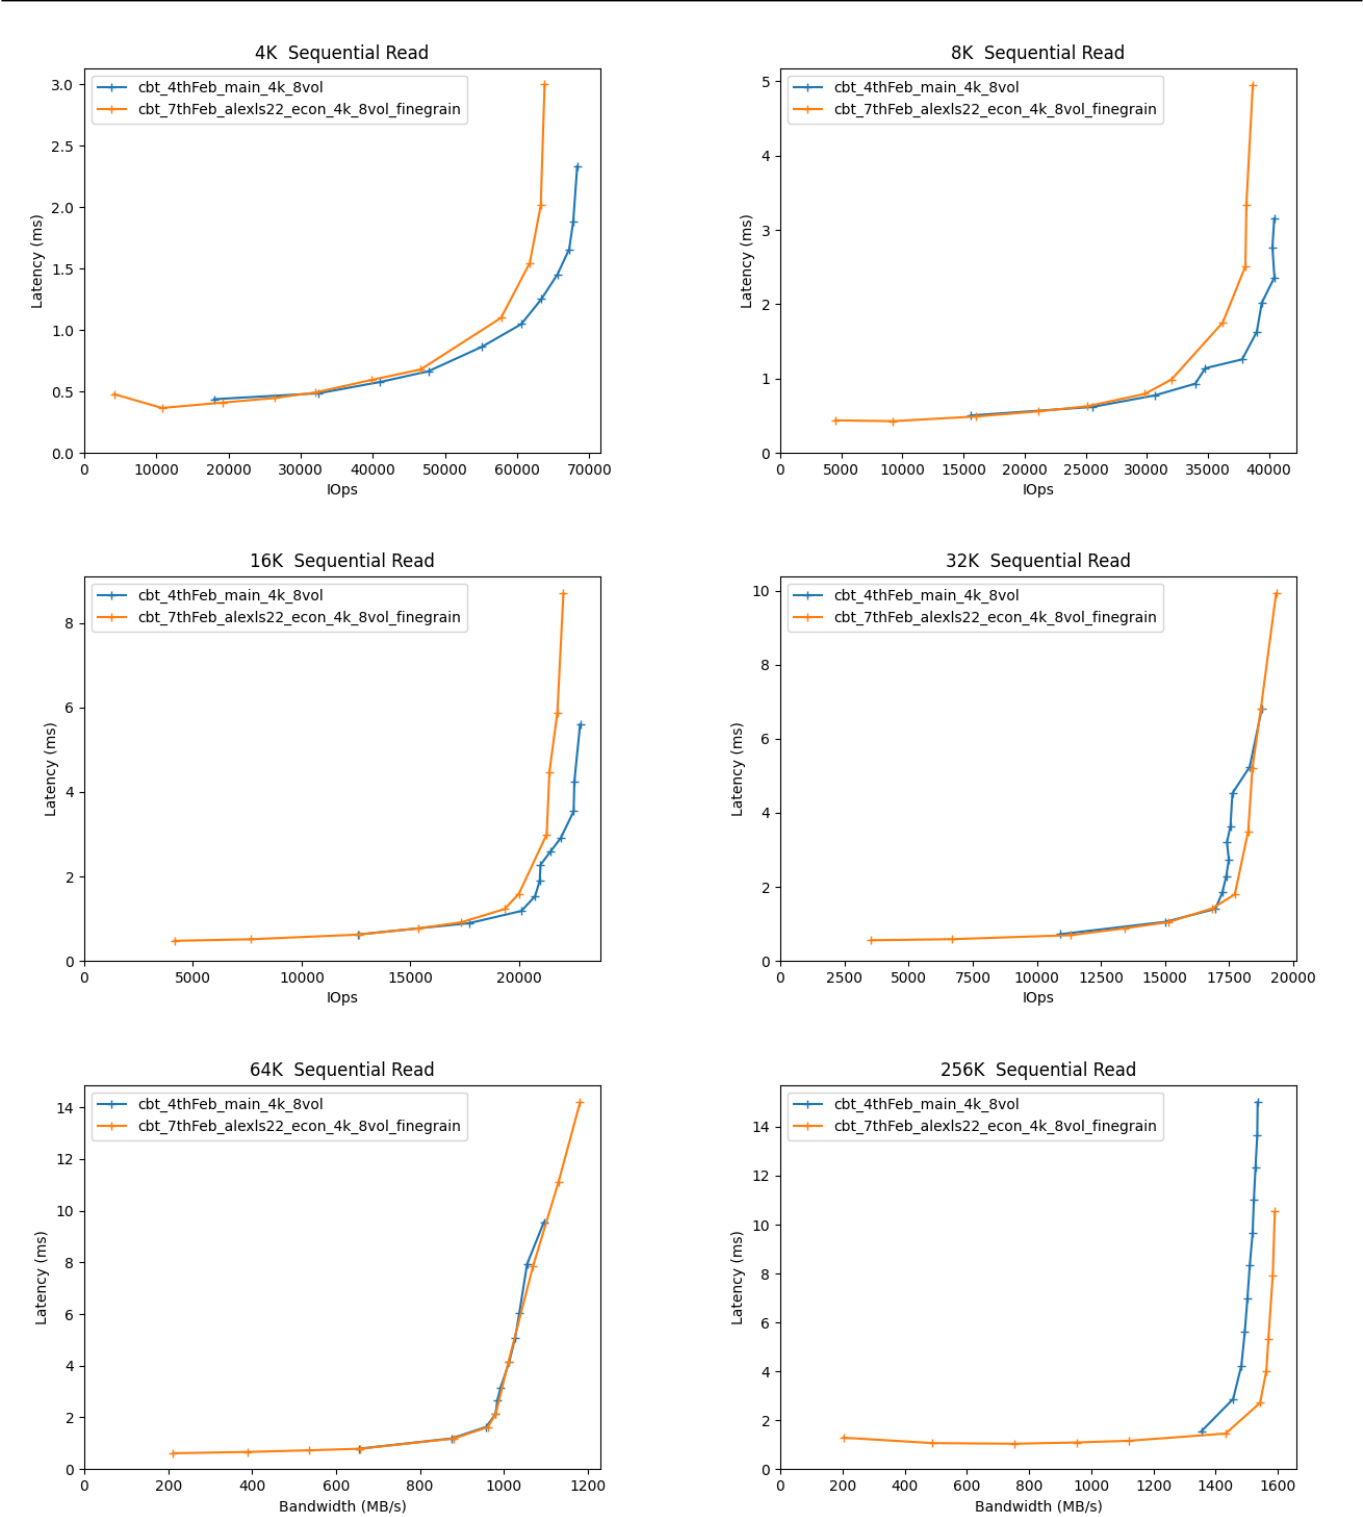 4K  Sequential Read
cbt_4thFeb_main_4k_8vol
cbt_7thFeb_alexls22_econ_4k_8vol_finegrain
3.0
2.5
2.0
1.5
1.0
0.5
0.0
Latency (ms)
0 10000 20000 30000 40000 50000 60000 70000
IOps
8K  Sequential Read
cbt_4thFeb_main_4k_8vol
cbt_7thFeb_alexls22_econ_4k_8vol_finegrain
5
4
3
2
1
0
Latency (ms)
0 5000 10000 15000 20000 25000 30000 35000 40000
IOps
16K  Sequential Read
cbt_4thFeb_main_4k_8vol
cbt_7thFeb_alexls22_econ_4k_8vol_finegrain
8
6
4
2
0
Latency (ms)
0 5000 10000 15000 20000
IOps
32K  Sequential Read
cbt_4thFeb_main_4k_8vol
cbt_7thFeb_alexls22_econ_4k_8vol_finegrain
10
8
6
4
2
0
Latency (ms)
0 2500 5000 7500 10000 12500 15000 17500 20000
IOps
64K  Sequential Read
cbt_4thFeb_main_4k_8vol
cbt_7thFeb_alexls22_econ_4k_8vol_finegrain
14
12
10
8
6
4
2
0
Latency (ms)
0 200 400 600 800 1000 1200
Bandwidth (MB/s)
256K  Sequential Read
cbt_4thFeb_main_4k_8vol
cbt_7thFeb_alexls22_econ_4k_8vol_finegrain
14
12
10
8
6
4
2
0
Latency (ms)
0 200 400 600 800 1000 1200 1400 1600
Bandwidth (MB/s)